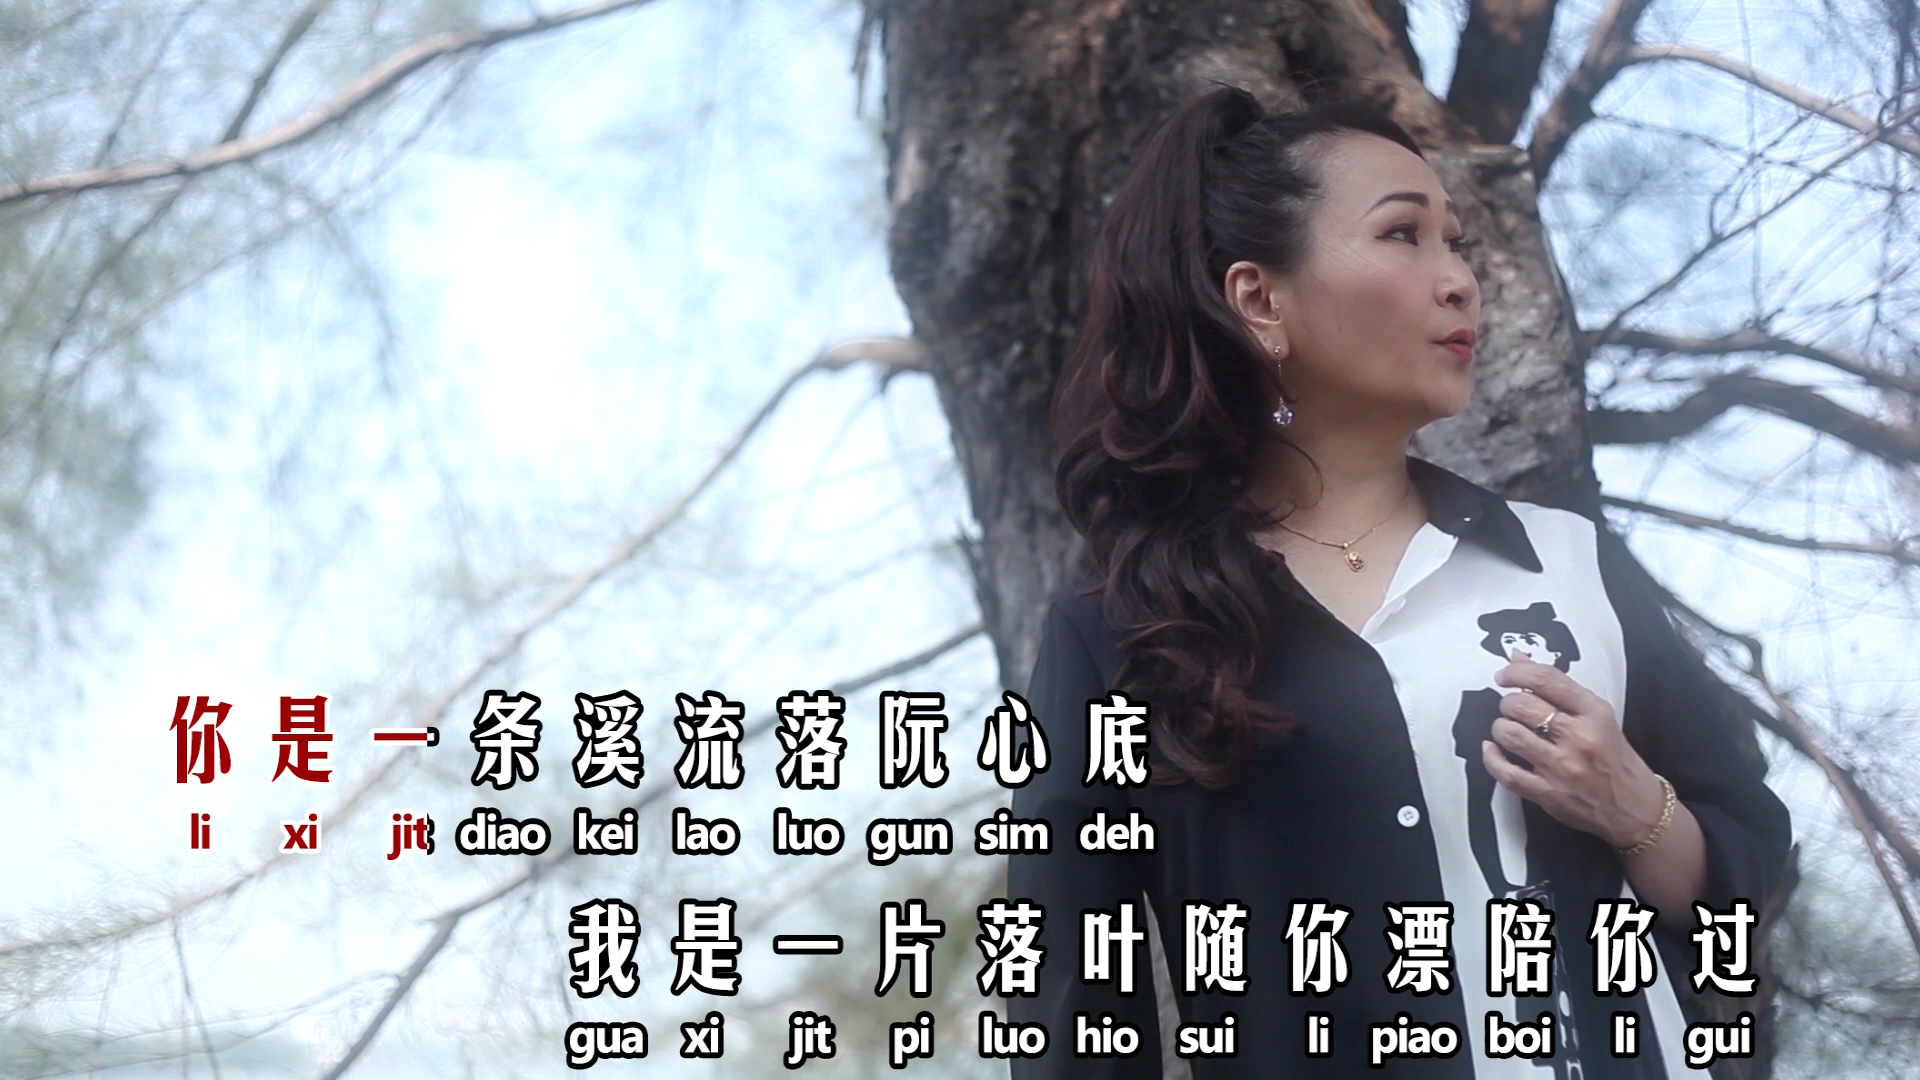 你是一条溪流落阮心底
li xi jit diao kei lao luo gun sim deh
我是一片落叶随你漂陪你过
gua xi jit pi luo hio sui li piao boi li gui